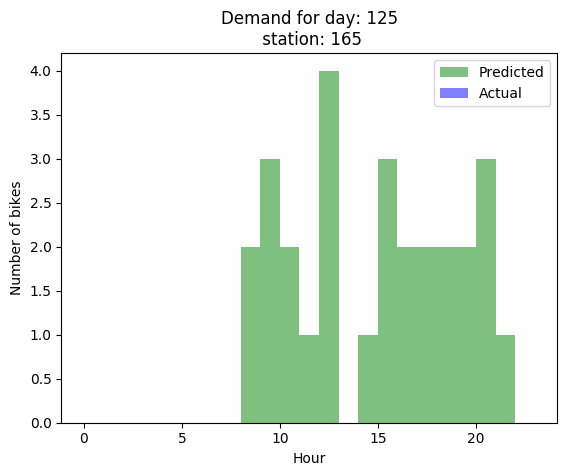 Demand for day: 125
station: 165
Predicted
Actual
4.0
3.5
3.0
2.5
2.0
1.5
1.0
0.5
0.0
Number of bikes
0 5 10 15 20
Hour